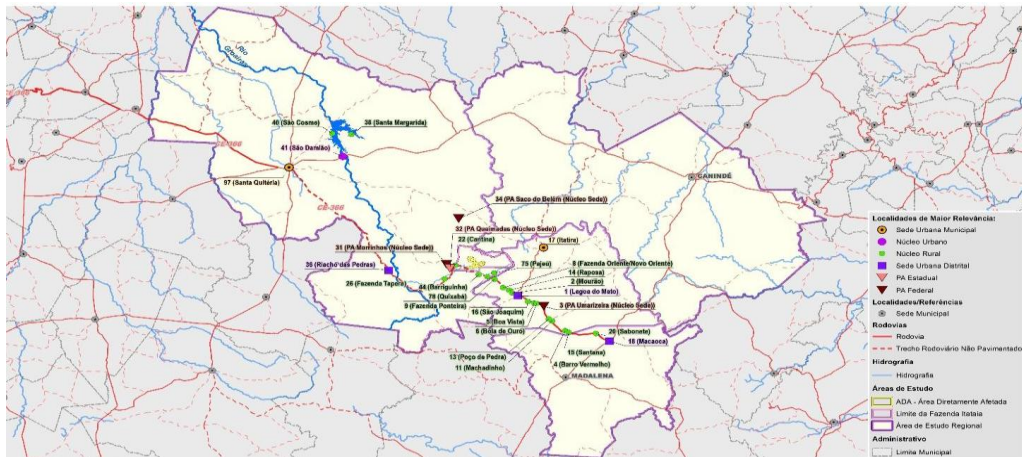 Rio
Groaíras
40 (São Cosmo)
38 (Santa Margarida)
41 (São Damião)
CE-366
CE-366
97 (Santa Quitéria)
CANINDÉ
34 (PA Saco do Belém (Núcleo Sede))
CE-366
32 (PA Queimadas (Núcleo Sede))
22 (Cantina)
17 (Itatira)
31 (PA Morrinhos (Núcleo Sede))
36 (Riacho das Pedras)
75 (Pajeú)
8 (Fazenda Oriente/Novo Oriente)
14 (Raposa)
2 (Mourão)
1 (Lagoa do Mato)
26 (Fazenda Tapera)
44 (Barriguinha)
78 (Quixabá)
9 (Fazenda Ponteira)
3 (PA Umarizeira (Núcleo Sede))
16 (São Joaquim)
5 (Boa Vista)
6 (Bola de Ouro)
20 (Sabonete)
18 (Macaoca)
13 (Poço de Pedra)
11 (Machadinho)
15 (Santana)
4 (Barro Vermelho)
MADALENA
Localidades de Maior Relevância:
Sede Urbana Municipal
Núcleo Urbano
Núcleo Rural
Sede Urbana Distrital
PA Estadual
PA Federal
Localidades/Referências
Sede Municipal
Rodovias
Rodovia
Trecho Rodoviário Não Pavimentado
Hidrografia
Hidrografia
Áreas de Estudo
ADA - Área Diretamente Afetada
Limite da Fazenda Itataia
Área de Estudo Regional
Administrativo
Limite Municipal